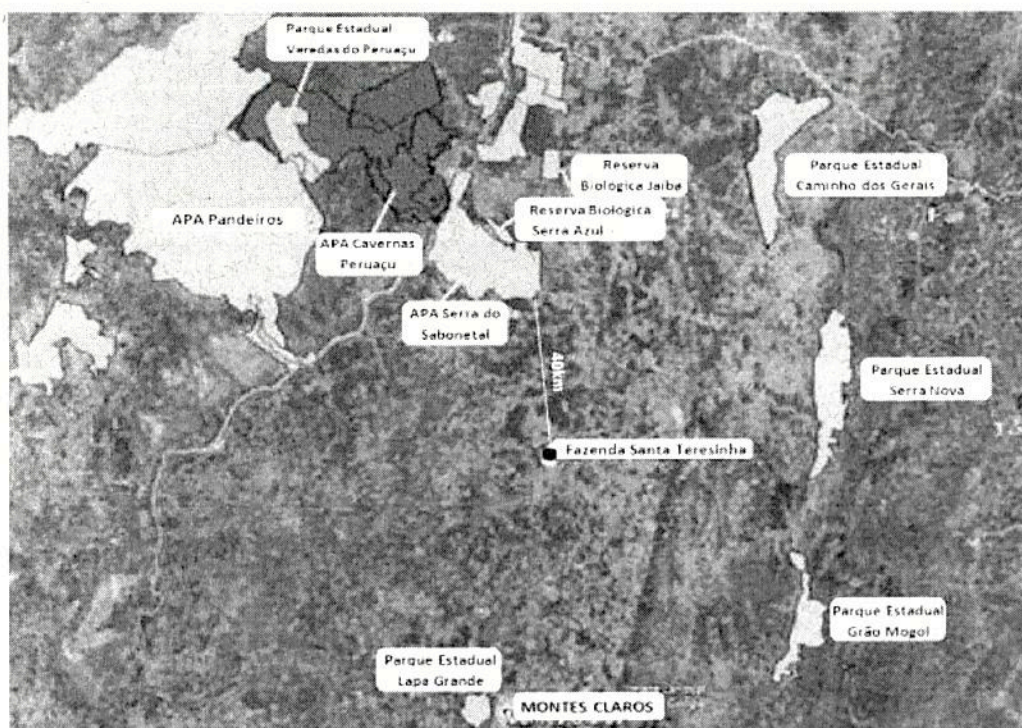 Parque Estadual
Veredas do Peruaçu
Reserva
Biológica Jaíba
Parque Estadual
Caminho dos Gerais
APA Pandeiros
Reserva Biológica
Serra Azul
APA Cavernas
Peruaçu
APA Serra do
Sabonetal
40km
Parque Estadual
Serra Nova
Fazenda Santa Teresinha
Parque Estadual
Grão Mogol
Parque Estadual
Lapa Grande
MONTES CLAROS